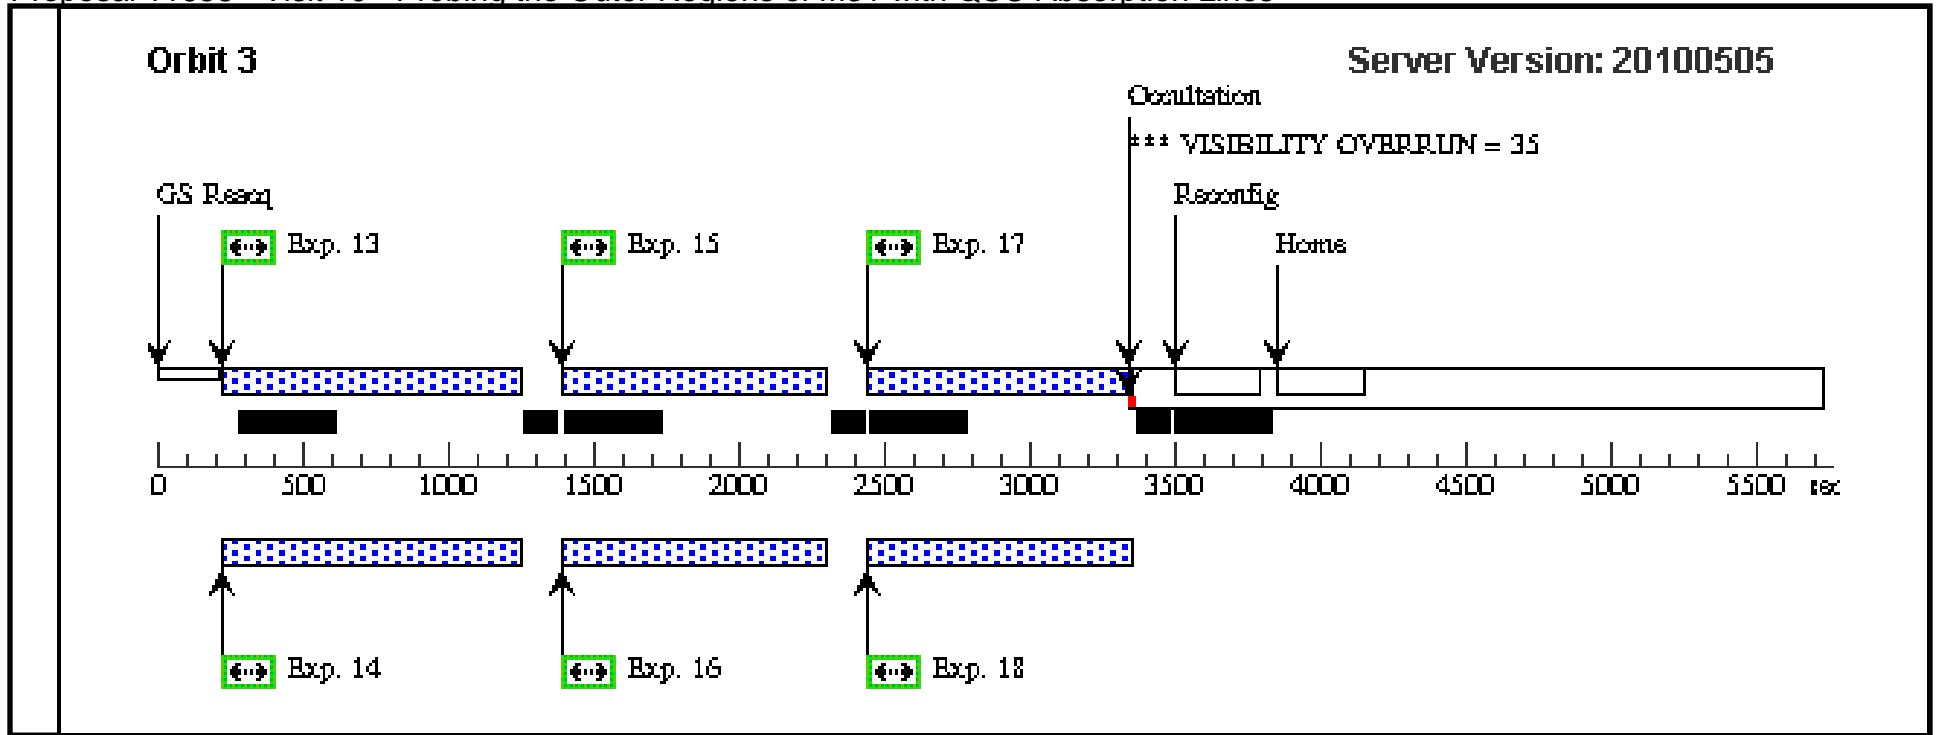 Orbit 3
Server Version: 20100505
Occultation
*** VISIBILITY OVERRUN = 35
GS Reacq
Reconfig
Exp. 13
Exp. 15
Exp. 17
Home
0 500 1000 1500 2000 2500 3000 3500 4000 4500 5000 5500 sec
Exp. 14
Exp. 16
Exp. 18